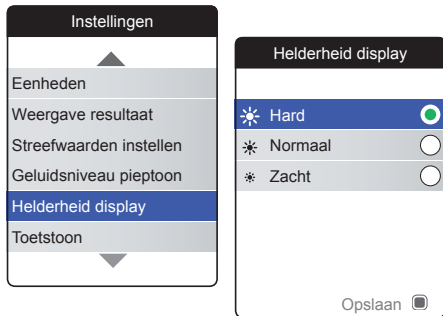 Instellingen
Eenheden
Weergave resultaat
Streefwaarden instellen
Geluidsniveau pieptoon
Helderheid display
Toetstoon
Helderheid display
Hard
Normaal
Zacht
Opslaan